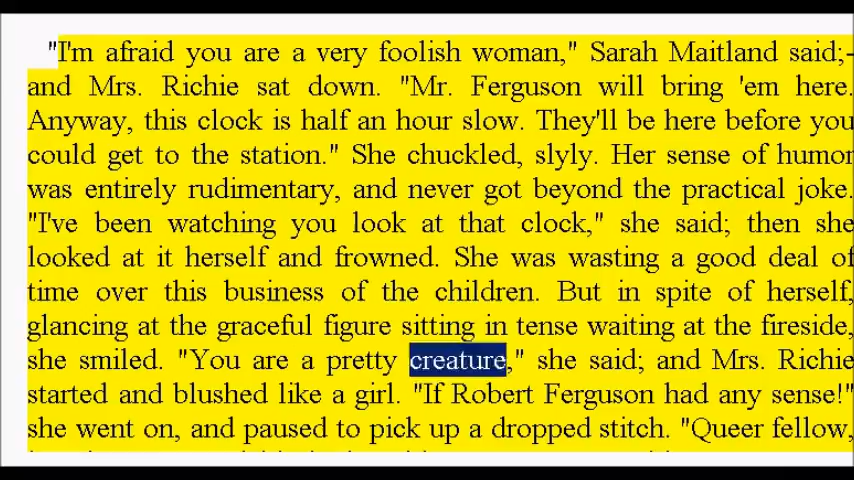 "I'm afraid you are a very foolish woman," Sarah Maitland said;-
and Mrs. Richie sat down. "Mr. Ferguson will bring 'em here.
Anyway, this clock is half an hour slow. They'll be here before you
could get to the station." She chuckled, slyly. Her sense of humor
was entirely rudimentary, and never got beyond the practical joke.
"I've been watching you look at that clock," she said; then she
looked at it herself and frowned. She was wasting a good deal of
time over this business of the children. But in spite of herself,
glancing at the graceful figure sitting in tense waiting at the fireside,
she smiled. "You are a pretty creature," she said; and Mrs. Richie
started and blushed like a girl. "If Robert Ferguson had any sense!"
she went on, and paused to pick up a dropped stitch. "Queer fellow,